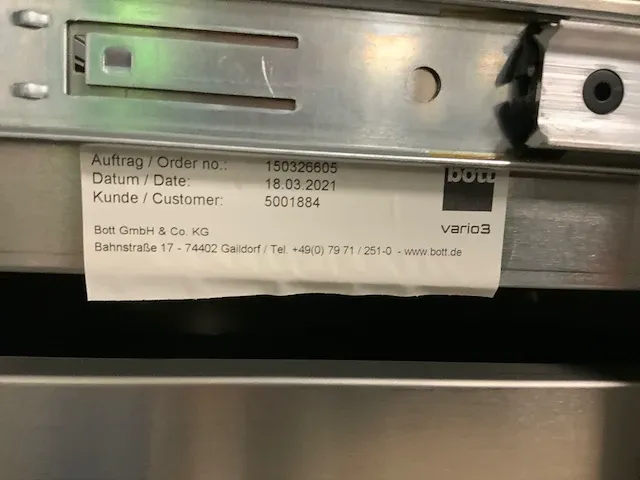 Auftrag / Order no.: 150326605
Datum / Date: 18.03.2021
Kunde / Customer: 5001884
bott
vario3
Bott GmbH & Co. KG
Bahnstraße 17 - 74402 Gaildorf / Tel. +49(0) 79 71 / 251-0 - www.bott.de